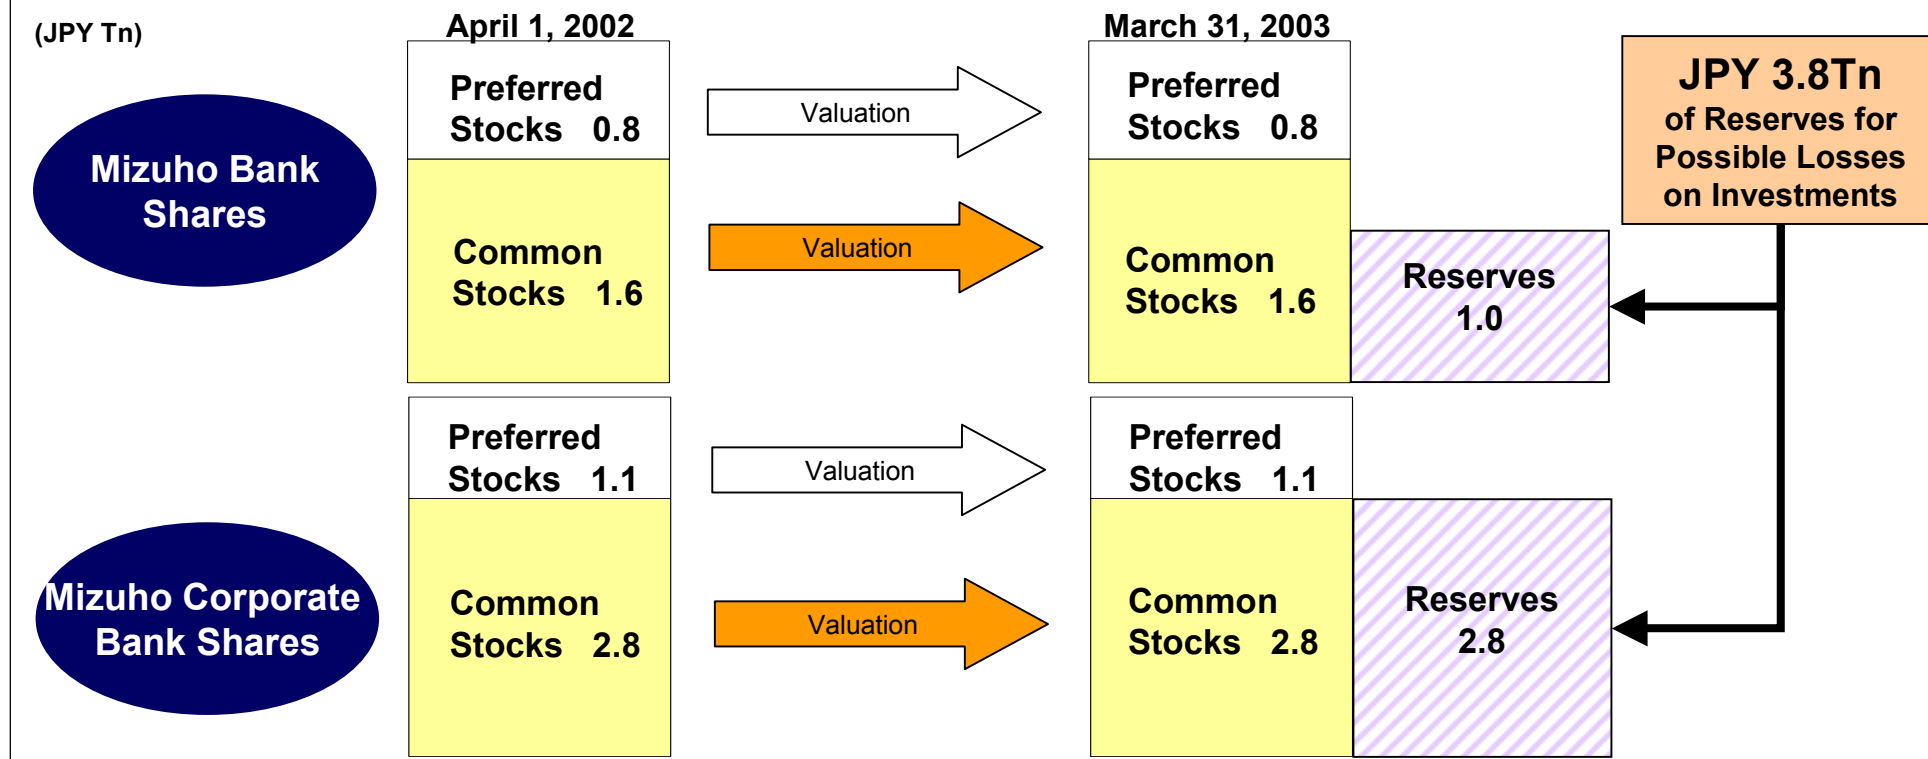 (JPY Tn)
April 1, 2002
March 31, 2003
Mizuho Bank
Shares
Preferred
Stocks 0.8
Valuation
Preferred
Stocks 0.8
Common
Stocks 1.6
Valuation
Common
Stocks 1.6
Reserves
1.0
JPY 3.8Tn
of Reserves for
Possible Losses
on Investments
Mizuho Corporate
Bank Shares
Preferred
Stocks 1.1
Valuation
Preferred
Stocks 1.1
Common
Stocks 2.8
Valuation
Common
Stocks 2.8
Reserves
2.8